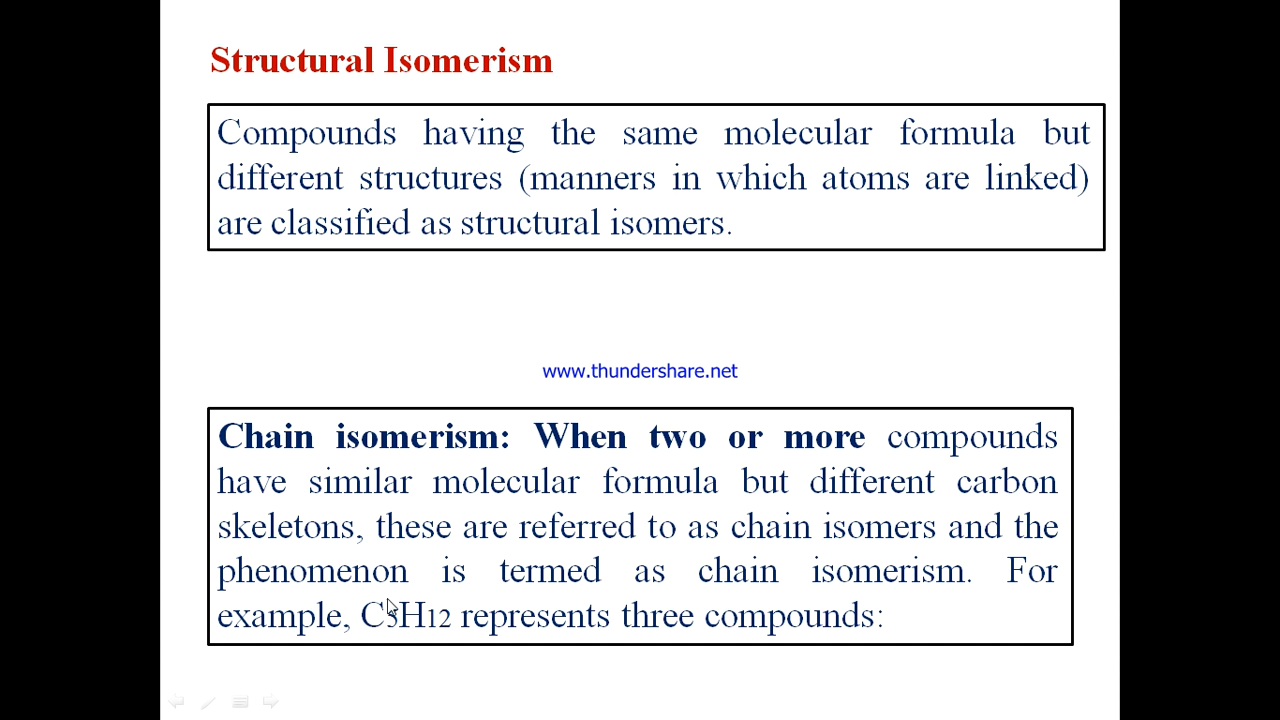 Structural Isomerism
Compounds having the same molecular formula but
different structures (manners in which atoms are linked)
are classified as structural isomers.
www.thundershare.net
Chain isomerism: When two or more compounds
have similar molecular formula but different carbon
skeletons, these are referred to as chain isomers and the
phenomenon is termed as chain isomerism. For
example, C5H12 represents three compounds: